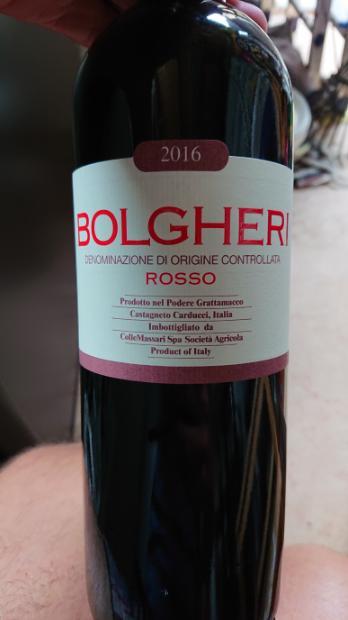 2016
BOLGHERI
DENOMINAZIONE DI ORIGINE CONTROLLATA
ROSSO
Prodotto nel Podere Grattamacco
Castagneto Carducci, Italia
Imbottigliato da
ColleMassari Spa Società Agricola
Product of Italy